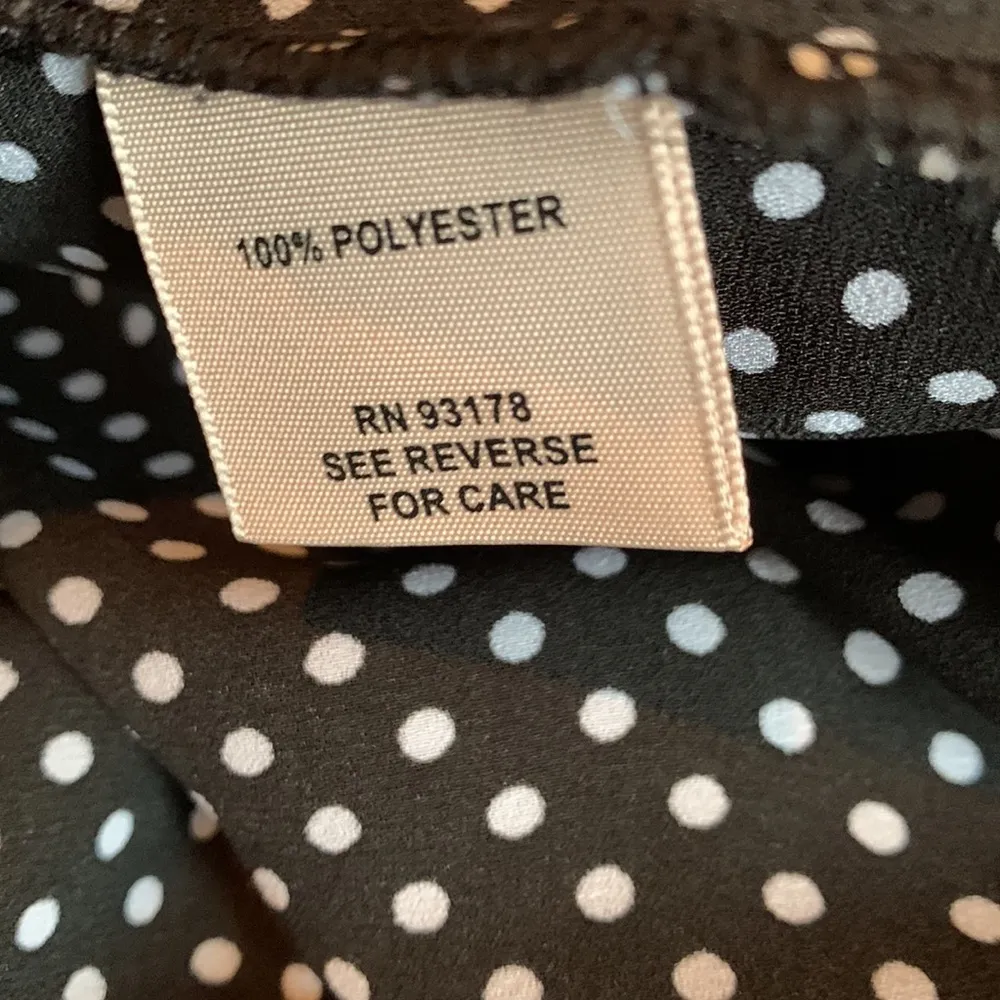 100% POLYESTER
RN 93178
SEE REVERSE
FOR CARE